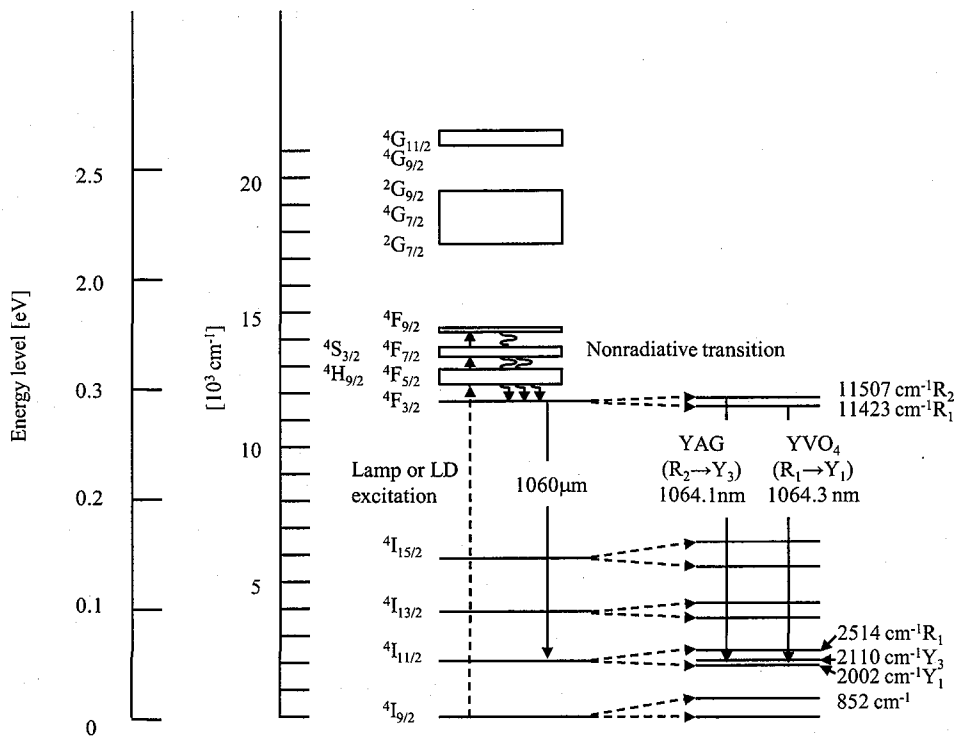 ⁴G₁₁/₂
⁴G₉/₂
2.5
20
²G₉/₂
⁴G₇/₂
²G₇/₂
2.0
15
⁴F₉/₂
⁴S₃/₂ ⁴F₇/₂
Nonradiative transition
⁴H₉/₂ ⁴F₅/₂
0.3
⁴F₃/₂
11507 cm⁻¹R₂
11423 cm⁻¹R₁
Energy level [eV]
[10³ cm⁻¹]
10
YAG
(R₂→Y₃)
1064.1nm
YVO₄
(R₁→Y₁)
1064.3 nm
Lamp or LD
excitation
1060μm
0.2
⁴I₁₅/₂
5
0.1
⁴I₁₃/₂
2514 cm⁻¹R₁
⁴I₁₁/₂
2110 cm⁻¹Y₃
2002 cm⁻¹Y₁
852 cm⁻¹
⁴I₉/₂
0